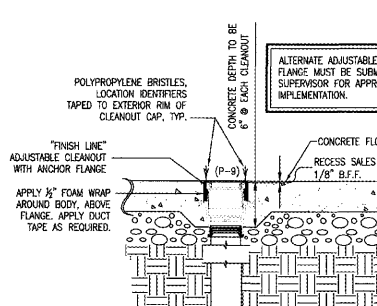 CONCRETE DEPTH TO BE
6" @ EACH CLEANOUT
ALTERNATE ADJUSTABLE
FLANGE MUST BE SUBM
SUPERVISOR FOR APPR
IMPLEMENTATION.
POLYPROPYLENE BRISTLES,
LOCATION IDENTIFIERS
TAPED TO EXTERIOR RIM OF
CLEANOUT CAP, TYP.
"FINISH LINE"
ADJUSTABLE CLEANOUT
WITH ANCHOR FLANGE
(P-9)
CONCRETE FLO
RECESS SALES
1/8" B.F.F.
APPLY ½" FOAM WRAP
AROUND BODY, ABOVE
FLANGE. APPLY DUCT
TAPE AS REQUIRED.